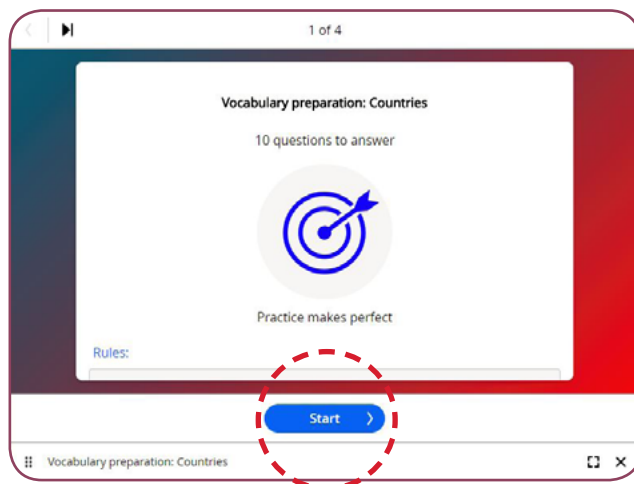 1 of 4
Vocabulary preparation: Countries
10 questions to answer
Practice makes perfect
Rules:
Start
Vocabulary preparation: Countries